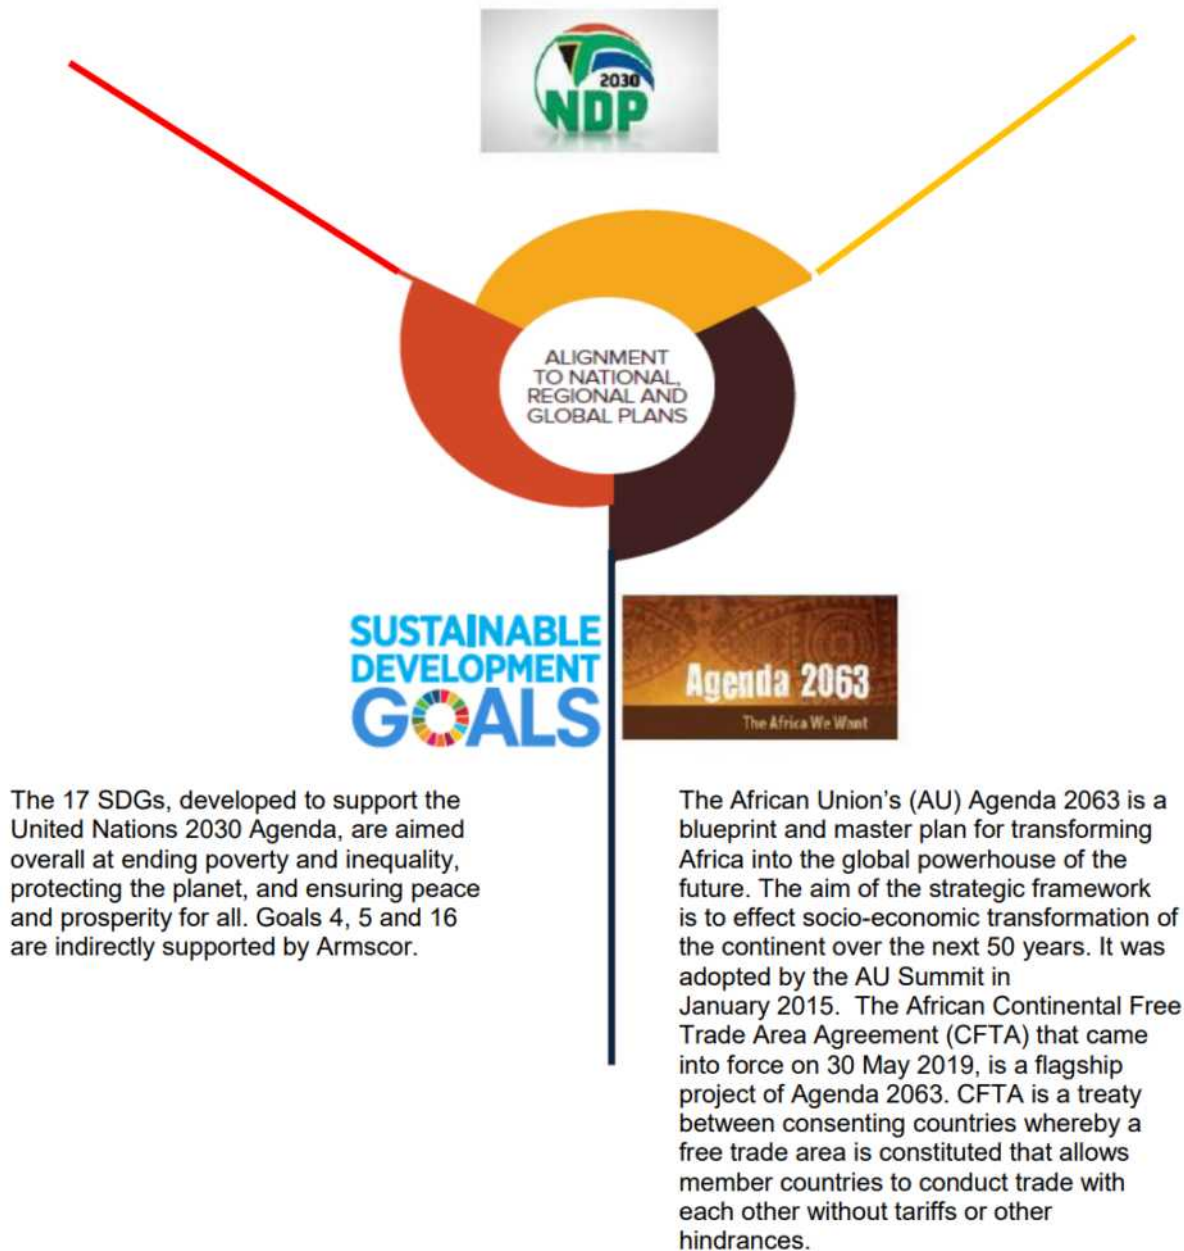 2030
NDP
ALIGNMENT
TO NATIONAL,
REGIONAL AND
GLOBAL PLANS
SUSTAINABLE
DEVELOPMENT
GOALS
Agenda 2063
The Africa We Want
The 17 SDGs, developed to support the
United Nations 2030 Agenda, are aimed
overall at ending poverty and inequality,
protecting the planet, and ensuring peace
and prosperity for all. Goals 4, 5 and 16
are indirectly supported by Armscor.
The African Union’s (AU) Agenda 2063 is a
blueprint and master plan for transforming
Africa into the global powerhouse of the
future. The aim of the strategic framework
is to effect socio-economic transformation of
the continent over the next 50 years. It was
adopted by the AU Summit in
January 2015.  The African Continental Free
Trade Area Agreement (CFTA) that came
into force on 30 May 2019, is a flagship
project of Agenda 2063. CFTA is a treaty
between consenting countries whereby a
free trade area is constituted that allows
member countries to conduct trade with
each other without tariffs or other
hindrances.